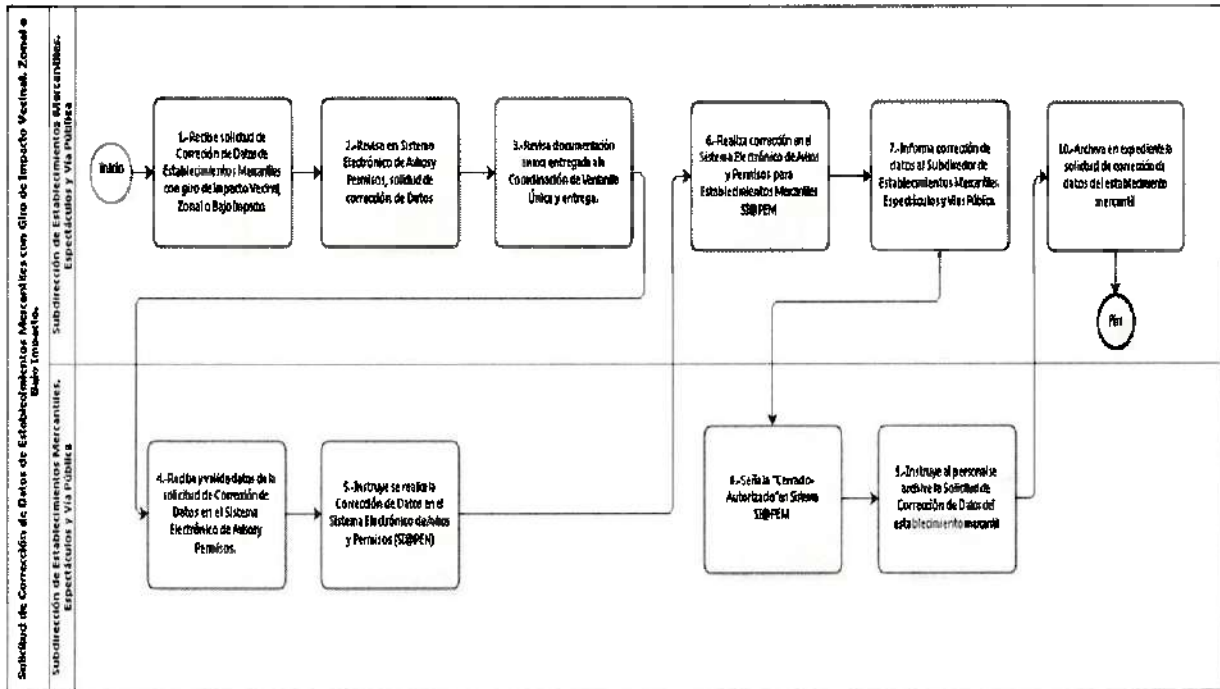 Solicitud de Corrección de Datos de Establecimientos Mercantiles con Giro de Impacto Vecinal, Zonal o
Bajo Impacto.
Subdirección de Establecimientos Mercantiles,
Espectáculos y Vía Pública
Inicio
1.-Recibe solicitud de
Corrección de Datos de
Establecimientos Mercantiles
con giro de Impacto Vecinal,
Zonal o Bajo Impacto
2.-Revisa en Sistema
Electrónico de Avisos y
Permisos, solicitud de
corrección de Datos
3.-Revisa documentación
anexa entregada a la
Coordinación de Ventanilla
Única y entrega.
6.-Realiza corrección en el
Sistema Electrónico de Avisos
y Permisos para
Establecimientos Mercantiles
SI@PEM
7.-Informa corrección de
datos al Subdirector de
Establecimientos Mercantiles,
Espectáculos y Vías Pública.
10.-Archiva en expediente la
solicitud de corrección de
datos del establecimiento
mercantil
Fin
Subdirección de Establecimientos Mercantiles,
Espectáculos y Vía Pública
4.-Recibe y valida datos de la
solicitud de Corrección de
Datos en el Sistema
Electrónico de Avisos y
Permisos.
5.-Instruye se realice la
Corrección de Datos en el
Sistema Electrónico de Avisos
y Permisos (SI@PEN)
8.-Señala "Cerrado-
Autorizado" en Sistema
SI@PEM
9.-Instruye al personal se
archive la Solicitud de
Corrección de Datos del
establecimiento mercantil